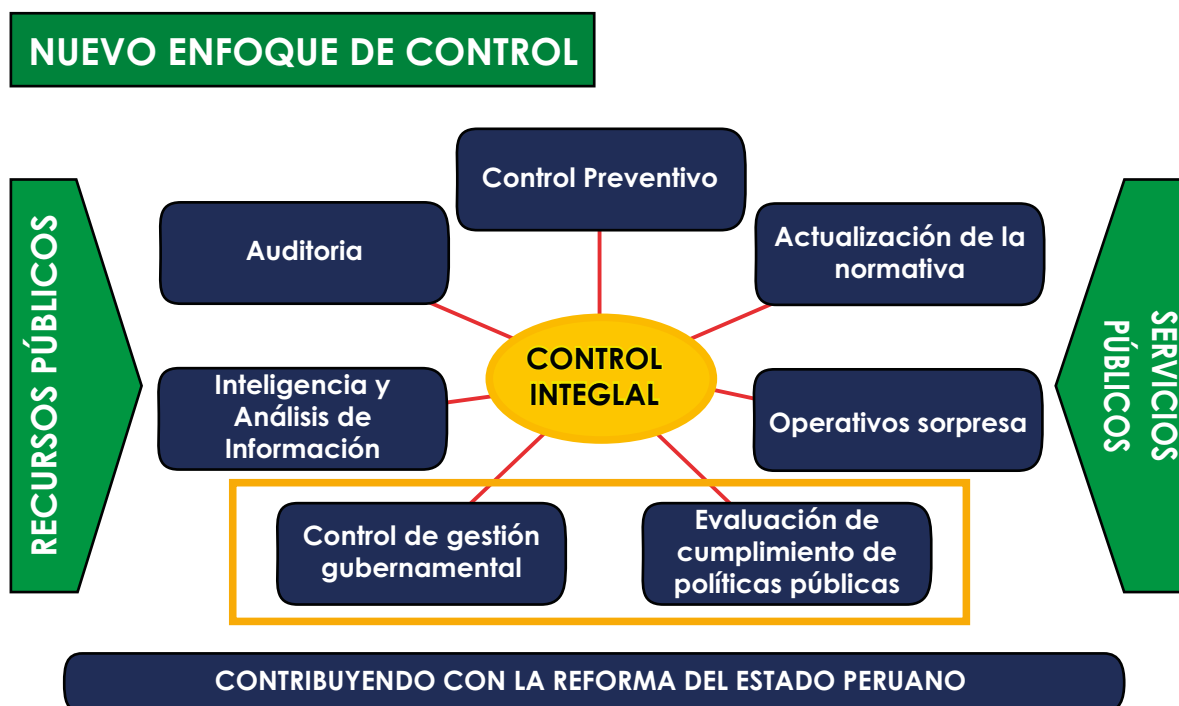 NUEVO ENFOQUE DE CONTROL
Control Preventivo
Auditoria
Actualización de la
normativa
RECURSOS PÚBLICOS
CONTROL
INTEGLAL
SERVICIOS
PÚBLICOS
Inteligencia y
Análisis de
Información
Operativos sorpresa
Control de gestión
gubernamental
Evaluación de
cumplimiento de
políticas públicas
CONTRIBUYENDO CON LA REFORMA DEL ESTADO PERUANO